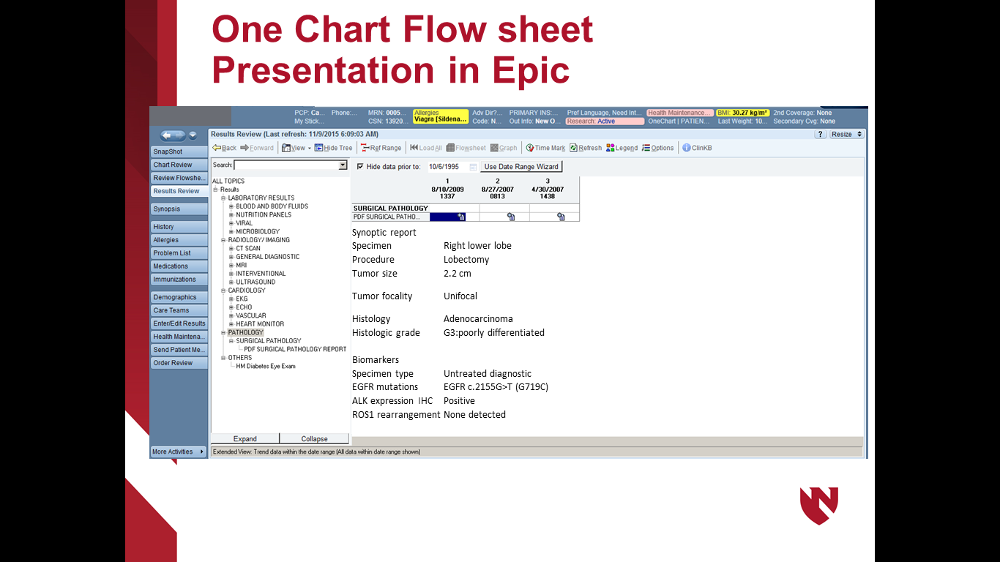 One Chart Flow sheet
Presentation in Epic
PCP: Ca... Phone:... MRN: 0005... Allergies Adv Dir?... PRIMARY INS:... Pref Language, Need Int... Health Maintenance... BMI: 30.27 kg/m² 2nd Coverage: None
My Stick... CSN: 13920... Viagra [Sildena... Code: N... Out Info: New O... Research: Active OneChart | PATIEN... Last Weight: 10... Secondary Cvg: None
Results Review (Last refresh: 11/9/2015 6:09:03 AM) ? Resize
Back Forward View Hide Tree Ref Range Load All Flowsheet Graph Time Mark Refresh Legend Options ClinKB
SnapShot
Chart Review
Review Flowshe...
Results Review
Synopsis
History
Allergies
Problem List
Medications
Immunizations
Demographics
Care Teams
Enter/Edit Results
Health Maintena...
Send Patient Me...
Order Review
More Activities
Search:
ALL TOPICS
Results
LABORATORY RESULTS
BLOOD AND BODY FLUIDS
NUTRITION PANELS
VIRAL
MICROBIOLOGY
RADIOLOGY/IMAGING
CT SCAN
GENERAL DIAGNOSTIC
MRI
INTERVENTIONAL
ULTRASOUND
CARDIOLOGY
EKG
ECHO
VASCULAR
HEART MONITOR
PATHOLOGY
SURGICAL PATHOLOGY
PDF SURGICAL PATHOLOGY REPORT
OTHERS
HM Diabetes Eye Exam
Expand Collapse
Hide data prior to: 10/6/1995 Use Date Range Wizard
1 2 3
8/10/2009 8/27/2007 4/30/2007
1337 0813 1438
SURGICAL PATHOLOGY
PDF SURGICAL PATHO...
Synoptic report
Specimen Right lower lobe
Procedure Lobectomy
Tumor size 2.2 cm
Tumor focality Unifocal
Histology Adenocarcinoma
Histologic grade G3:poorly differentiated
Biomarkers
Specimen type Untreated diagnostic
EGFR mutations EGFR c.2155G>T (G719C)
ALK expression IHC Positive
ROS1 rearrangement None detected
Extended View: Trend data within the date range (All data within date range shown)
N